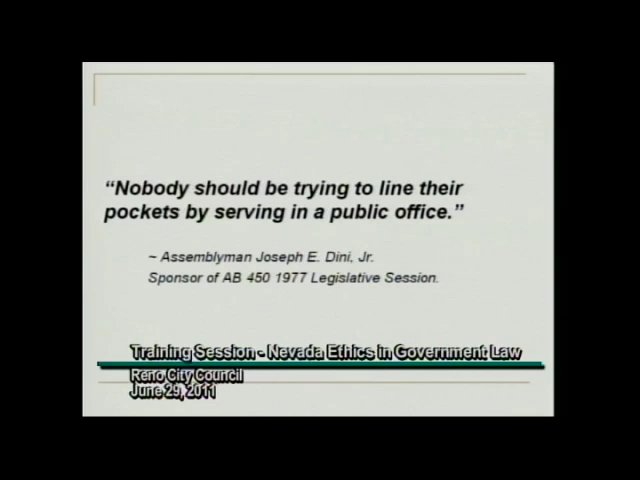 “Nobody should be trying to line their
pockets by serving in a public office.”
~ Assemblyman Joseph E. Dini, Jr.
Sponsor of AB 450 1977 Legislative Session.
Training Session - Nevada Ethics in Government Law
Reno City Council
June 29, 2011